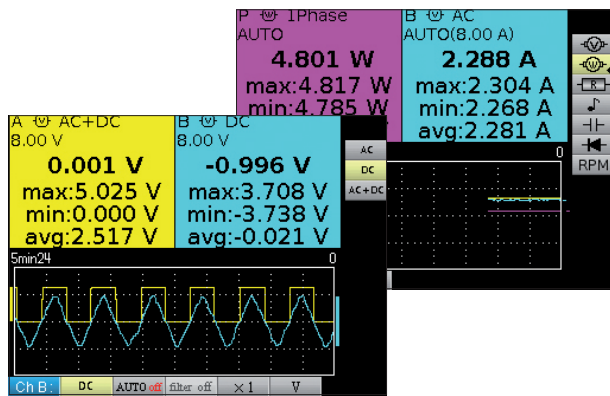 P 1Phase
AUTO
4.801 W
max:4.817 W
min:4.785 W
B AC
AUTO(8.00 A)
2.288 A
max:2.304 A
min:2.268 A
avg:2.281 A
V
W
R
RPM
0
A AC+DC
8.00 V
0.001 V
max:5.025 V
min:0.000 V
avg:2.517 V
B DC
8.00 V
-0.996 V
max:3.708 V
min:-3.738 V
avg:-0.021 V
AC
DC
AC+DC
5min24 0
Ch B: DC AUTO off filter off ×1 V